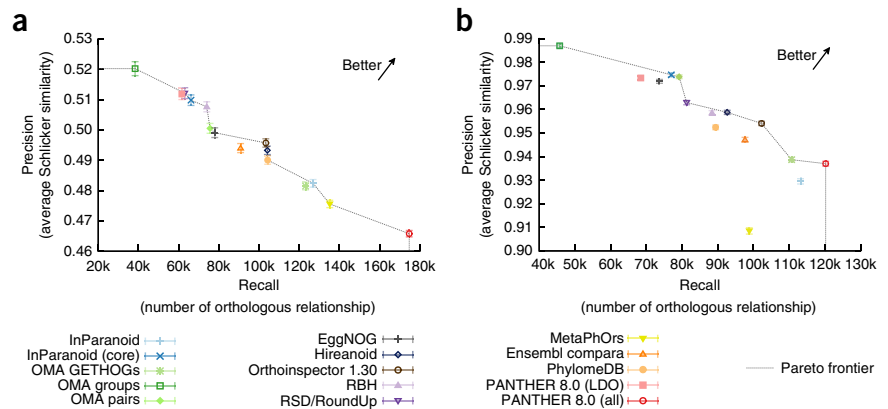 a
0.53
0.52
0.51
0.50
0.49
0.48
0.47
0.46
Precision
(average Schlicker similarity)
Better
20k 40k 60k 80k 100k 120k 140k 160k 180k
Recall
(number of orthologous relationship)
b
0.99
0.98
0.97
0.96
0.95
0.94
0.93
0.92
0.91
0.90
Precision
(average Schlicker similarity)
Better
40k 50k 60k 70k 80k 90k 100k 110k 120k 130k
Recall
(number of orthologous relationship)
InParanoid
InParanoid (core)
OMA GETHOGs
OMA groups
OMA pairs
EggNOG
Hireanoid
Orthoinspector 1.30
RBH
RSD/RoundUp
MetaPhOrs
Ensembl compara
PhylomeDB
PANTHER 8.0 (LDO)
PANTHER 8.0 (all)
Pareto frontier